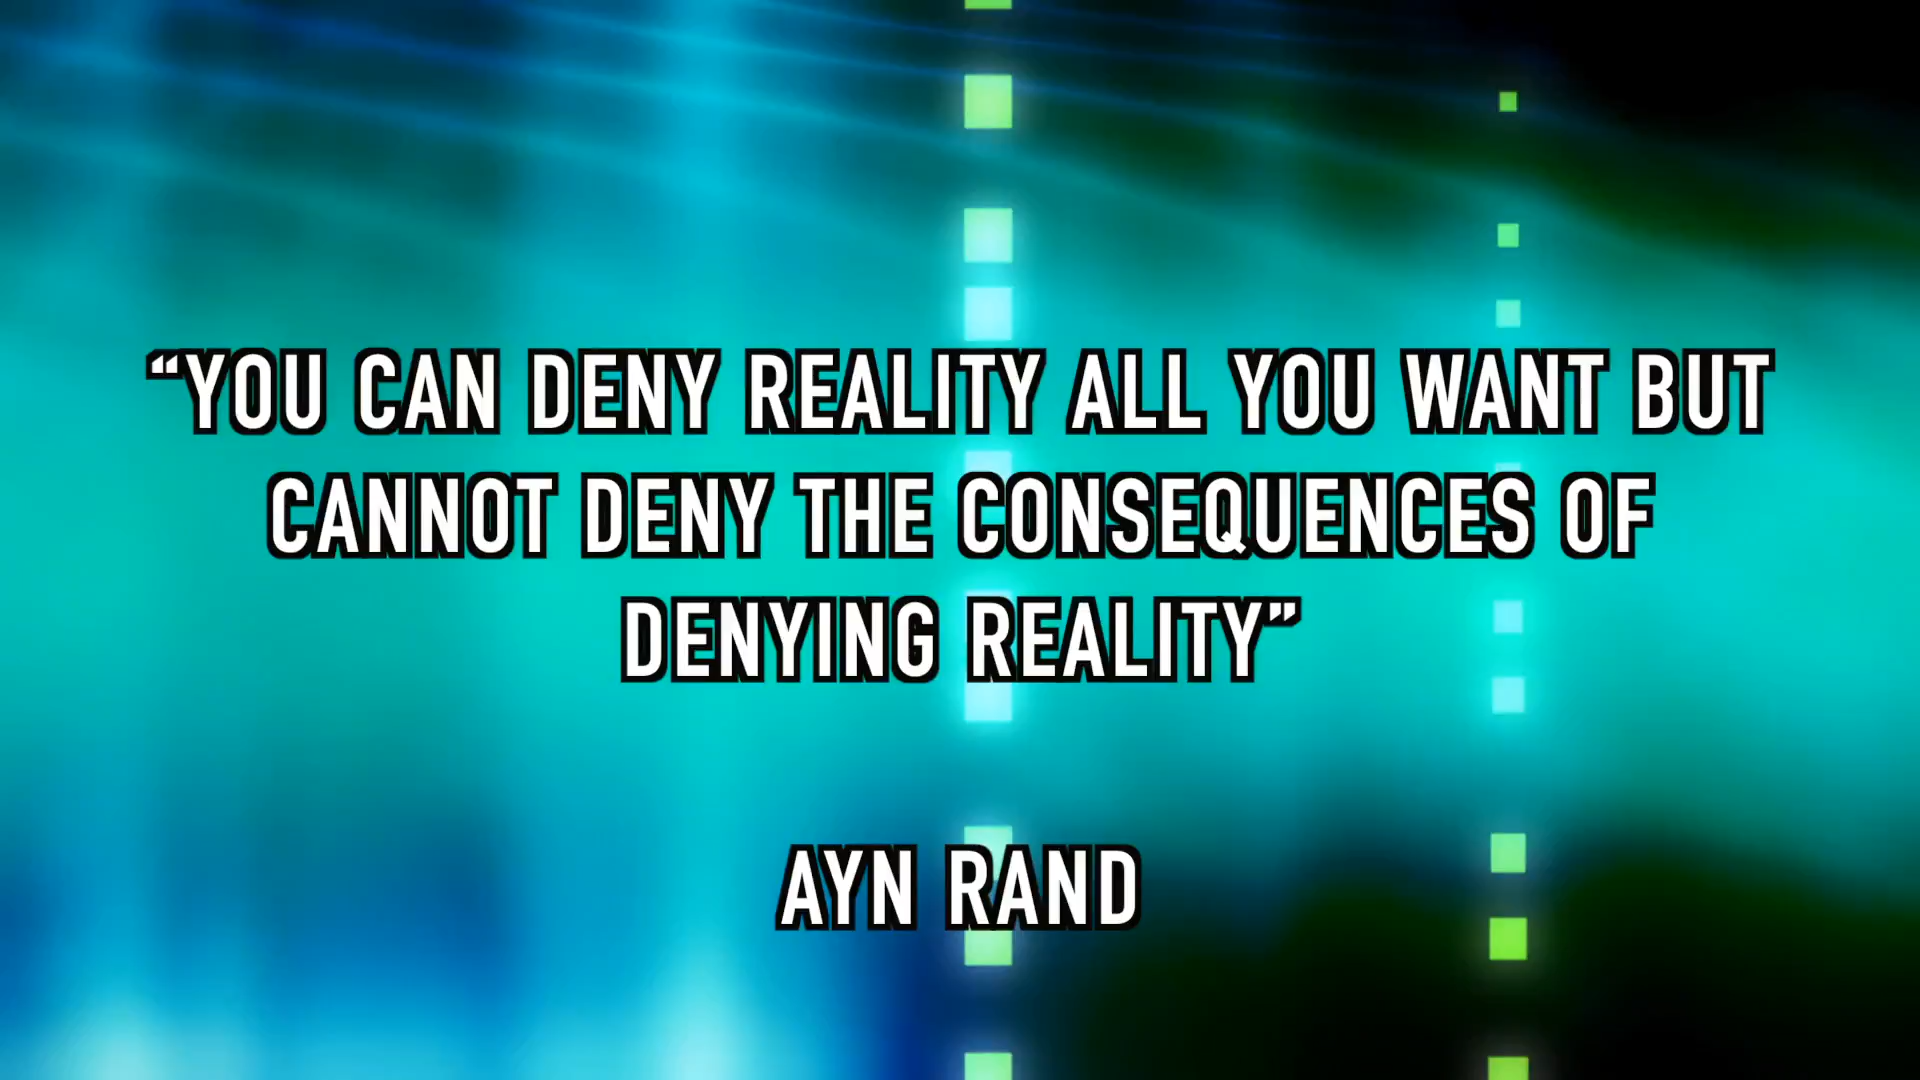 “YOU CAN DENY REALITY ALL YOU WANT BUT
CANNOT DENY THE CONSEQUENCES OF
DENYING REALITY”
AYN RAND